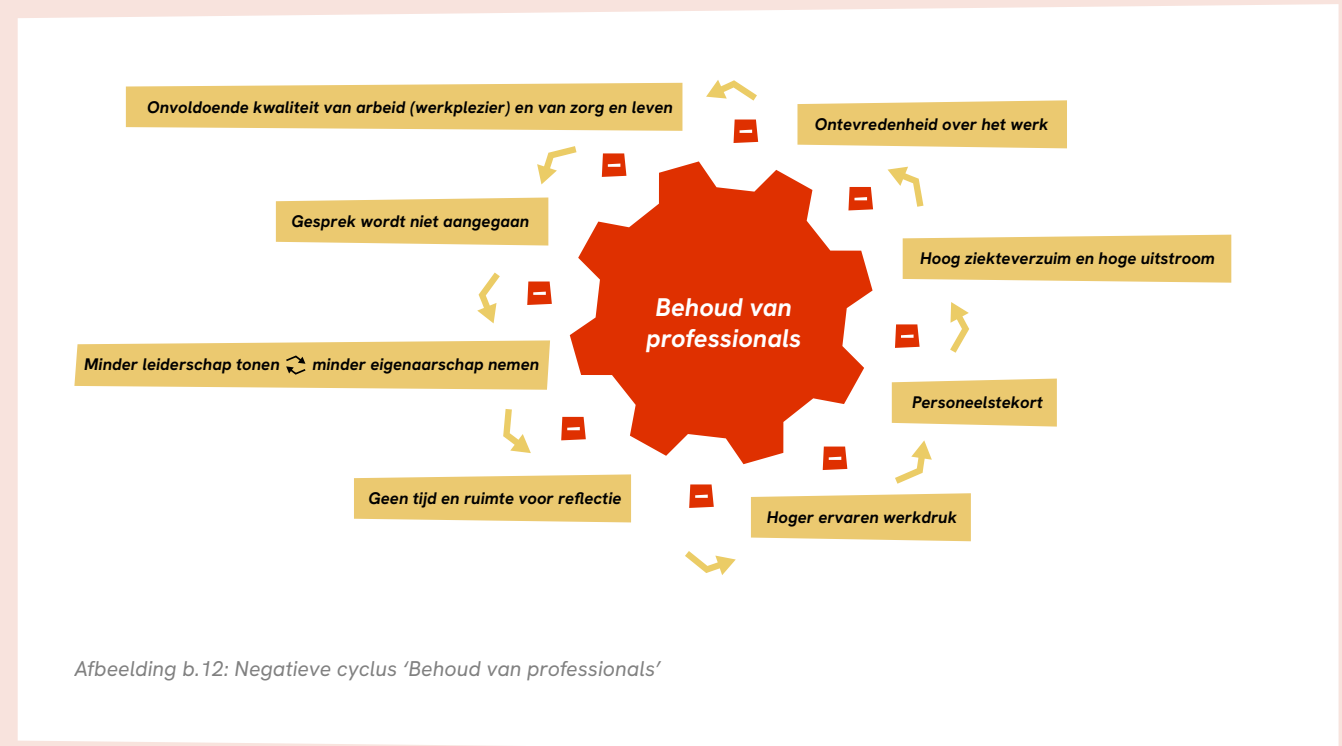 Onvoldoende kwaliteit van arbeid (werkplezier) en van zorg en leven
Ontevredenheid over het werk
Gesprek wordt niet aangegaan
Hoog ziekteverzuim en hoge uitstroom
Behoud van
professionals
Minder leiderschap tonen minder eigenaarschap nemen
Personeelstekort
Geen tijd en ruimte voor reflectie
Hoger ervaren werkdruk
Afbeelding b.12: Negatieve cyclus ‘Behoud van professionals’